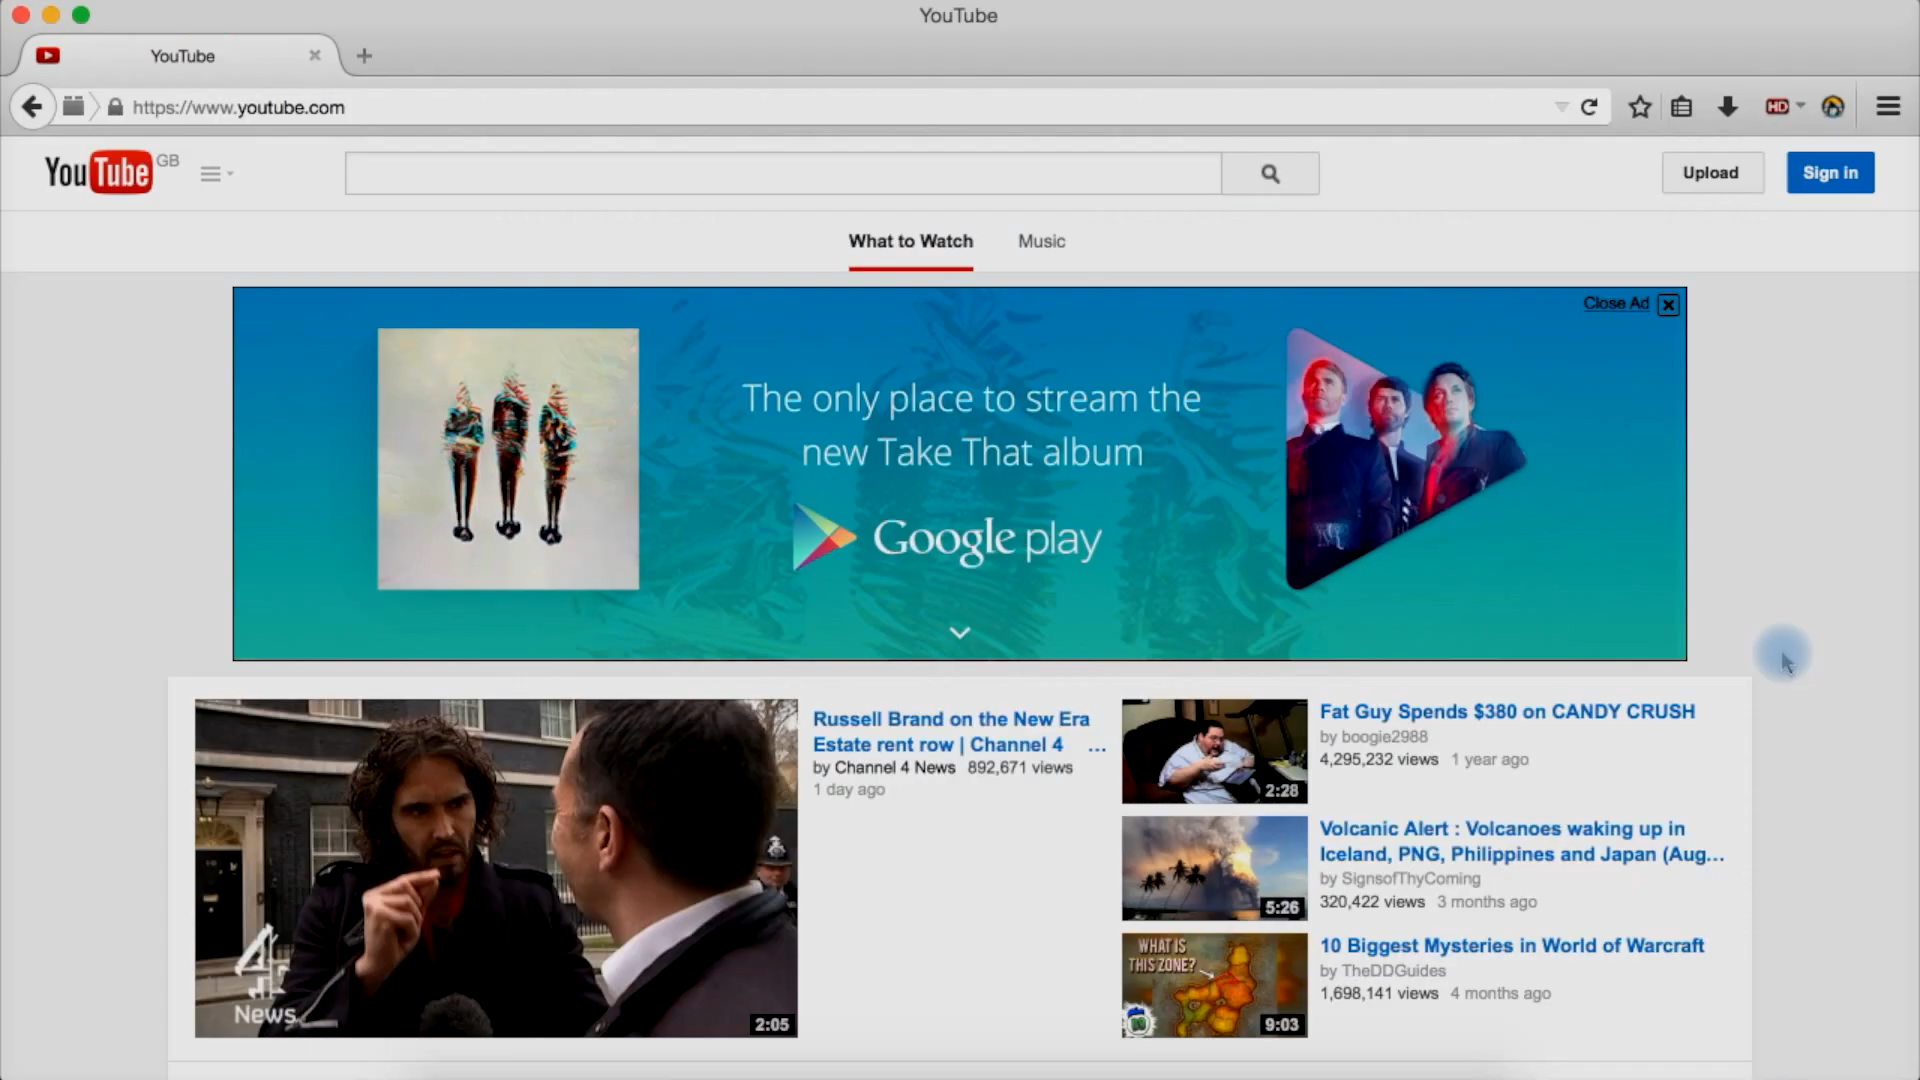 YouTube
YouTube
https://www.youtube.com
HD
YouTube GB
Upload
Sign in
What to Watch
Music
Close Ad
The only place to stream the
new Take That album
Google play
Russell Brand on the New Era
Estate rent row | Channel 4 ...
by Channel 4 News 892,671 views
1 day ago
4
News
2:05
Fat Guy Spends $380 on CANDY CRUSH
by boogie2988
4,295,232 views 1 year ago
2:28
Volcanic Alert : Volcanoes waking up in
Iceland, PNG, Philippines and Japan (Aug...
by SignsofThyComing
320,422 views 3 months ago
5:26
WHAT IS
THIS ZONE?
10 Biggest Mysteries in World of Warcraft
by TheDDGuides
1,698,141 views 4 months ago
9:03